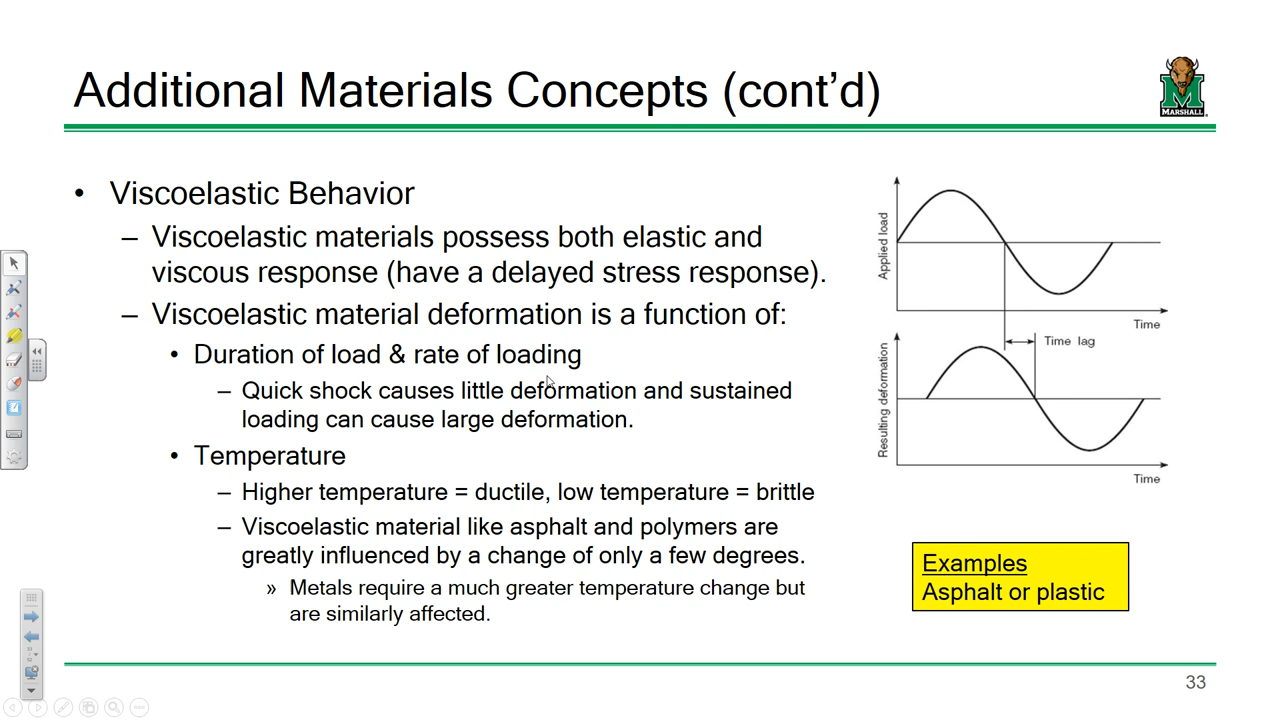 Additional Materials Concepts (cont’d)
MARSHALL
• Viscoelastic Behavior
– Viscoelastic materials possess both elastic and
viscous response (have a delayed stress response).
– Viscoelastic material deformation is a function of:
• Duration of load & rate of loading
– Quick shock causes little deformation and sustained
loading can cause large deformation.
• Temperature
– Higher temperature = ductile, low temperature = brittle
– Viscoelastic material like asphalt and polymers are
greatly influenced by a change of only a few degrees.
» Metals require a much greater temperature change but
are similarly affected.
Applied load
Time
Time lag
Resulting deformation
Time
Examples
Asphalt or plastic
33